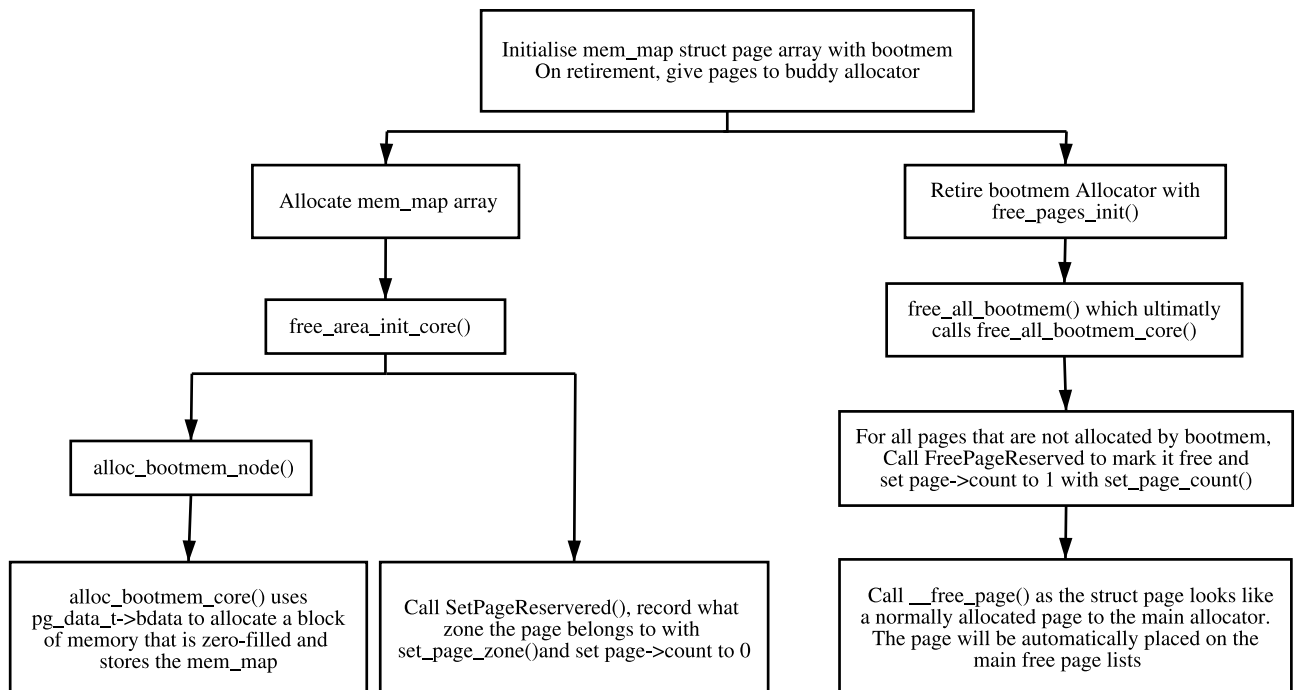 Initialise mem_map struct page array with bootmem
On retirement, give pages to buddy allocator
Allocate mem_map array
Retire bootmem Allocator with
free_pages_init()
free_area_init_core()
free_all_bootmem() which ultimatly
calls free_all_bootmem_core()
alloc_bootmem_node()
For all pages that are not allocated by bootmem,
Call FreePageReserved to mark it free and
set page->count to 1 with set_page_count()
alloc_bootmem_core() uses
pg_data_t->bdata to allocate a block
of memory that is zero-filled and
stores the mem_map
Call SetPageReservered(), record what
zone the page belongs to with
set_page_zone()and set page->count to 0
Call __free_page() as the struct page looks like
a normally allocated page to the main allocator.
The page will be automatically placed on the
main free page lists